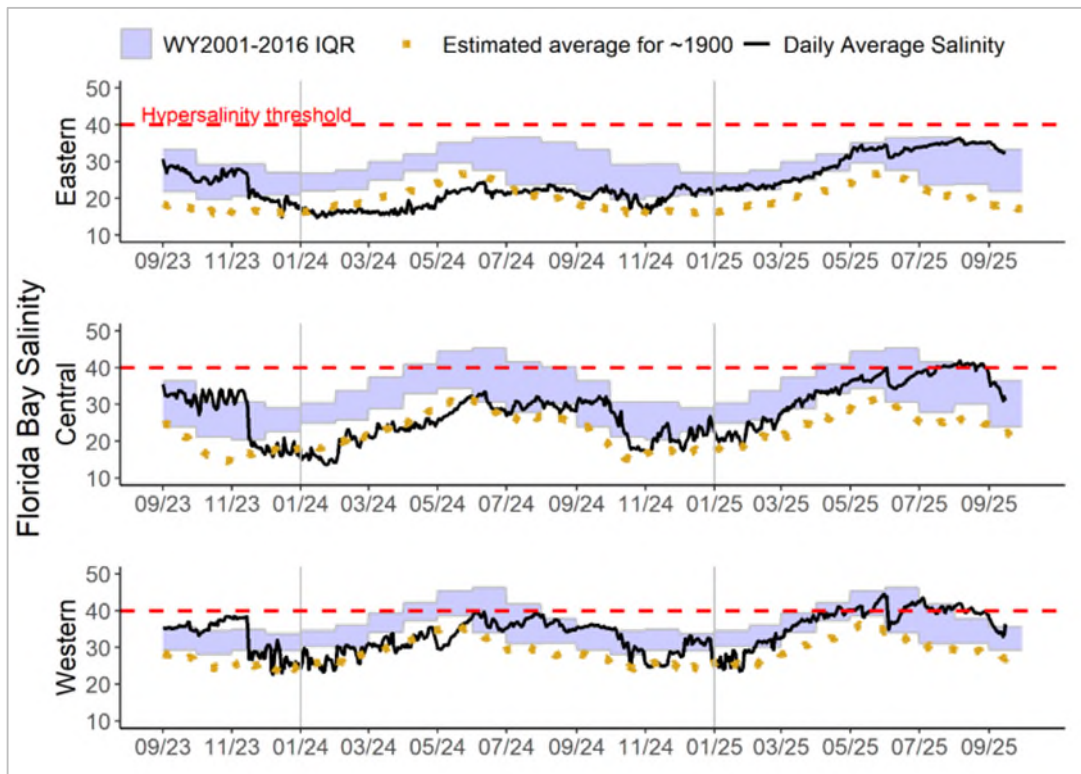 WY2001-2016 IQR Estimated average for ~1900 Daily Average Salinity
Florida Bay Salinity
Eastern
50
40
30
20
10
Hypersalinity threshold
09/23 11/23 01/24 03/24 05/24 07/24 09/24 11/24 01/25 03/25 05/25 07/25 09/25
Central
50
40
30
20
10
09/23 11/23 01/24 03/24 05/24 07/24 09/24 11/24 01/25 03/25 05/25 07/25 09/25
Western
50
40
30
20
10
09/23 11/23 01/24 03/24 05/24 07/24 09/24 11/24 01/25 03/25 05/25 07/25 09/25